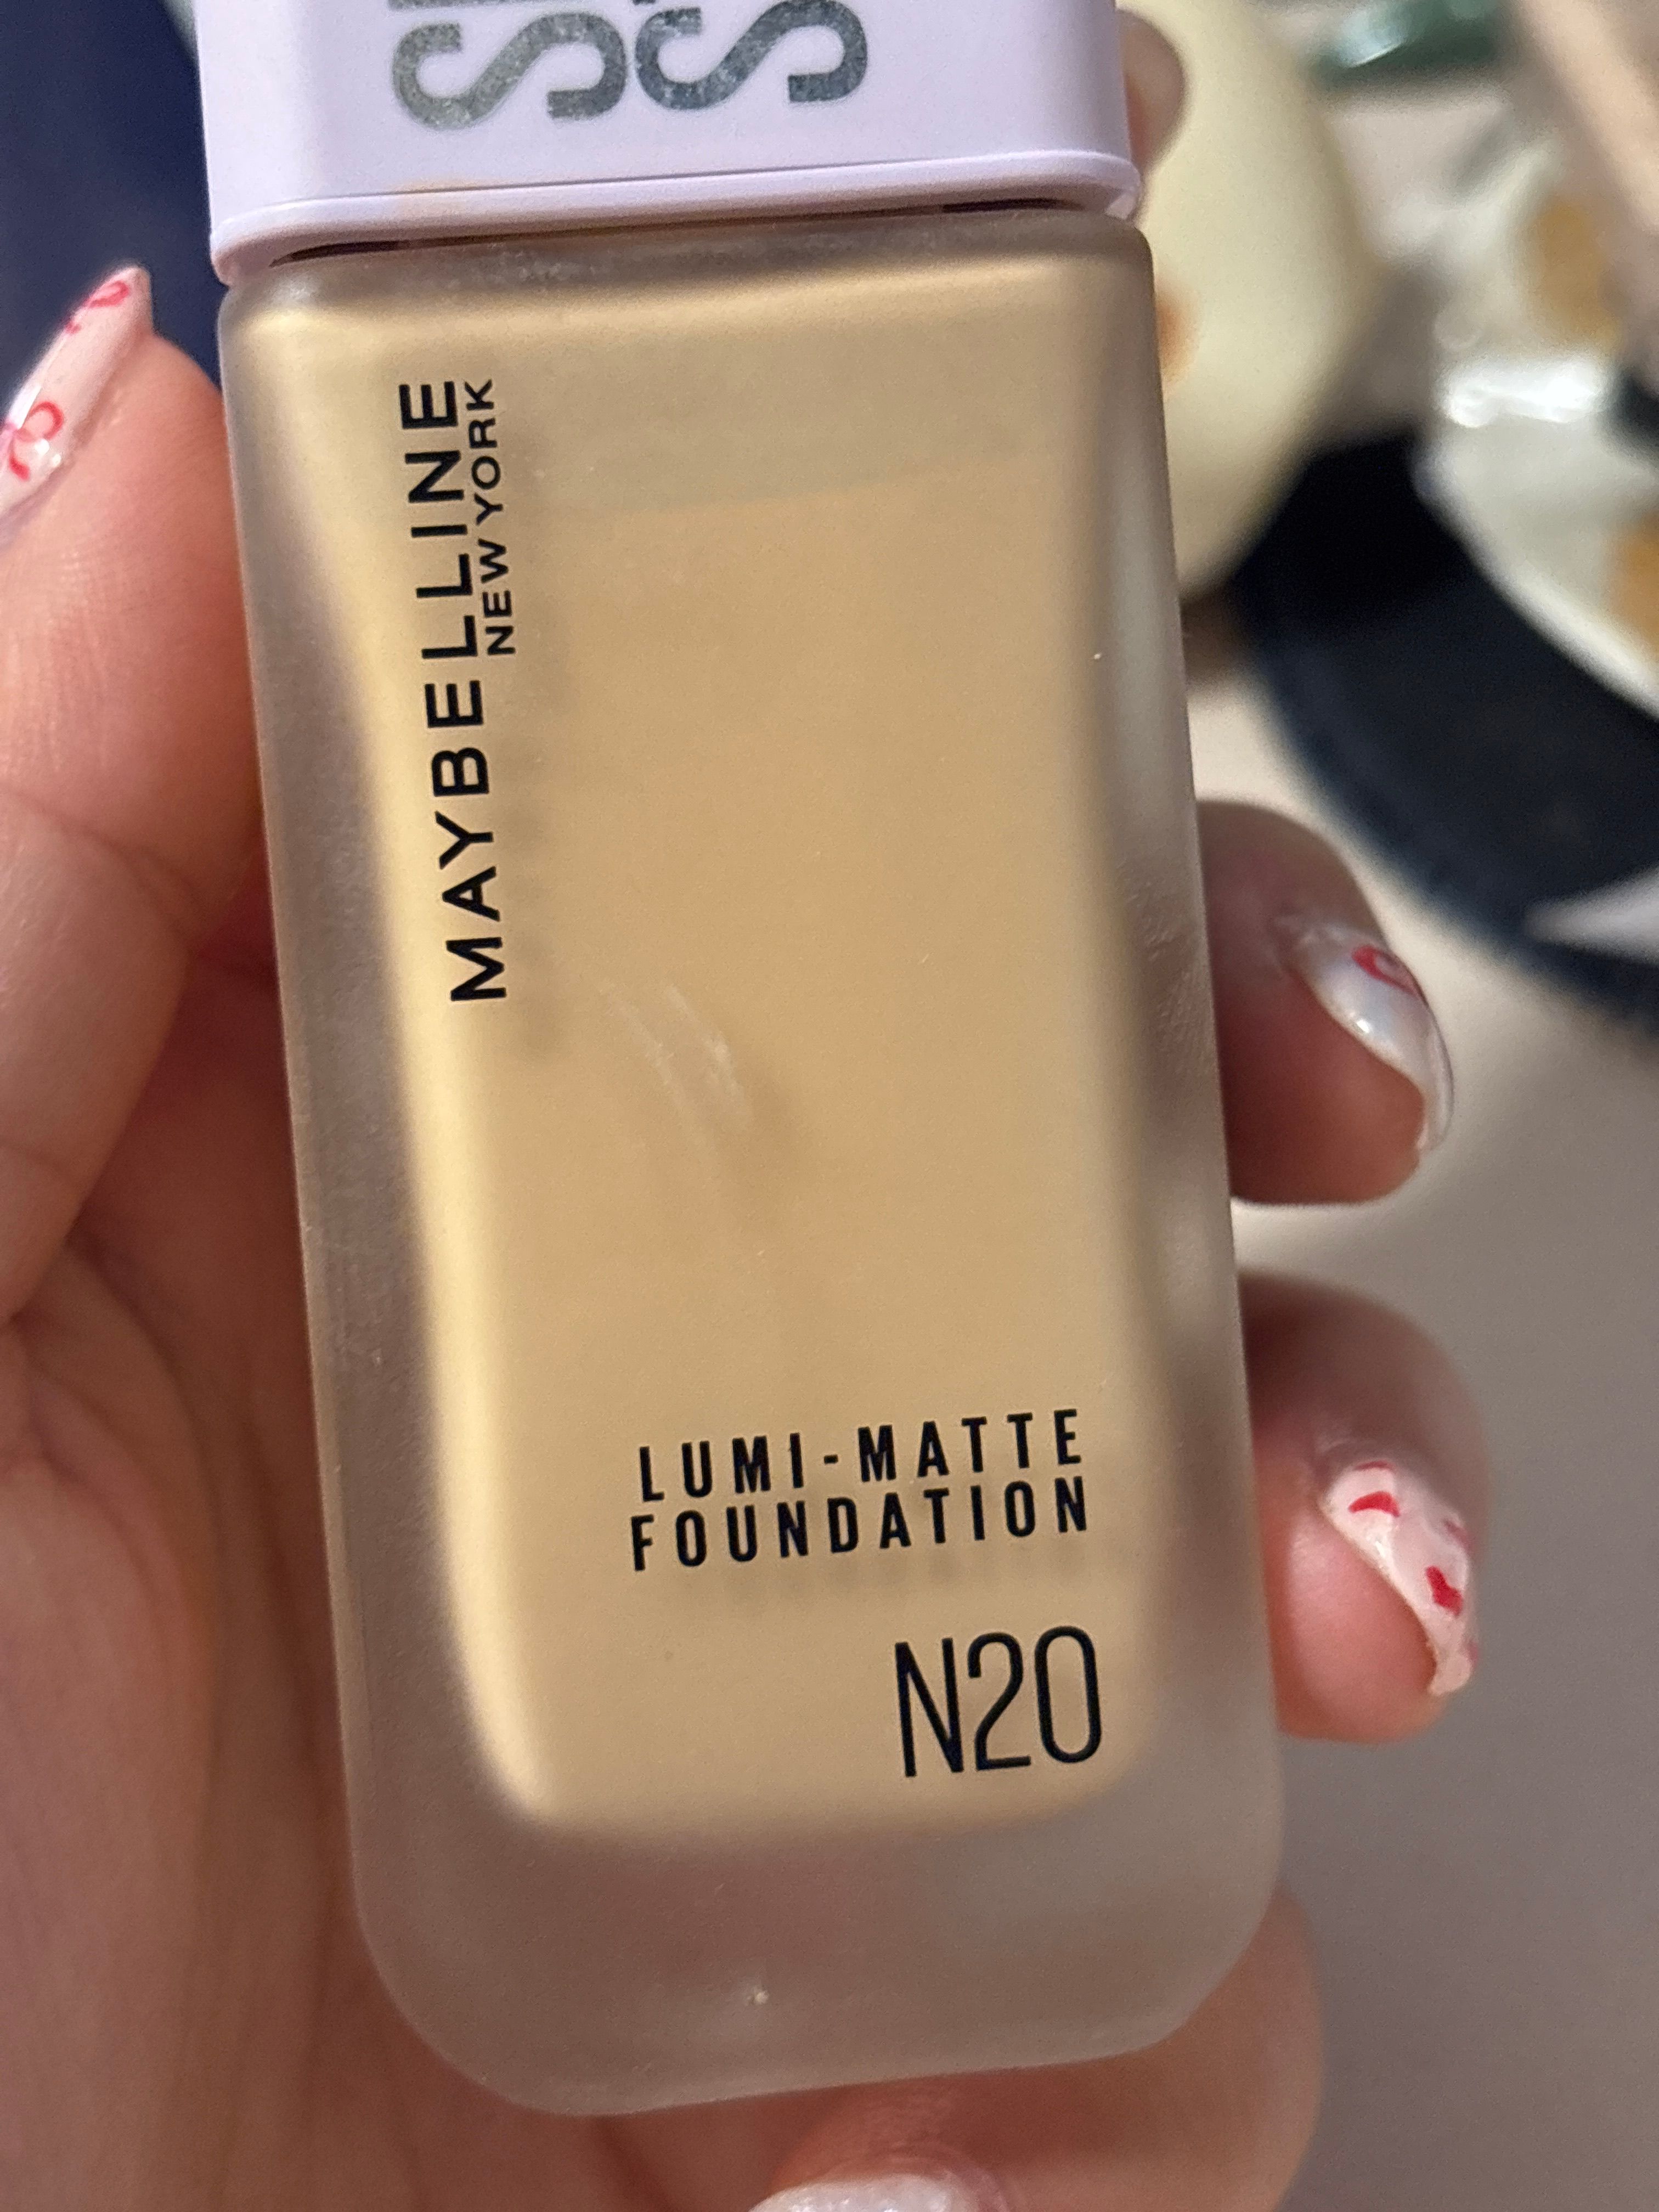 MAYBELLINE
NEW YORK
LUMI-MATTE
FOUNDATION
N20